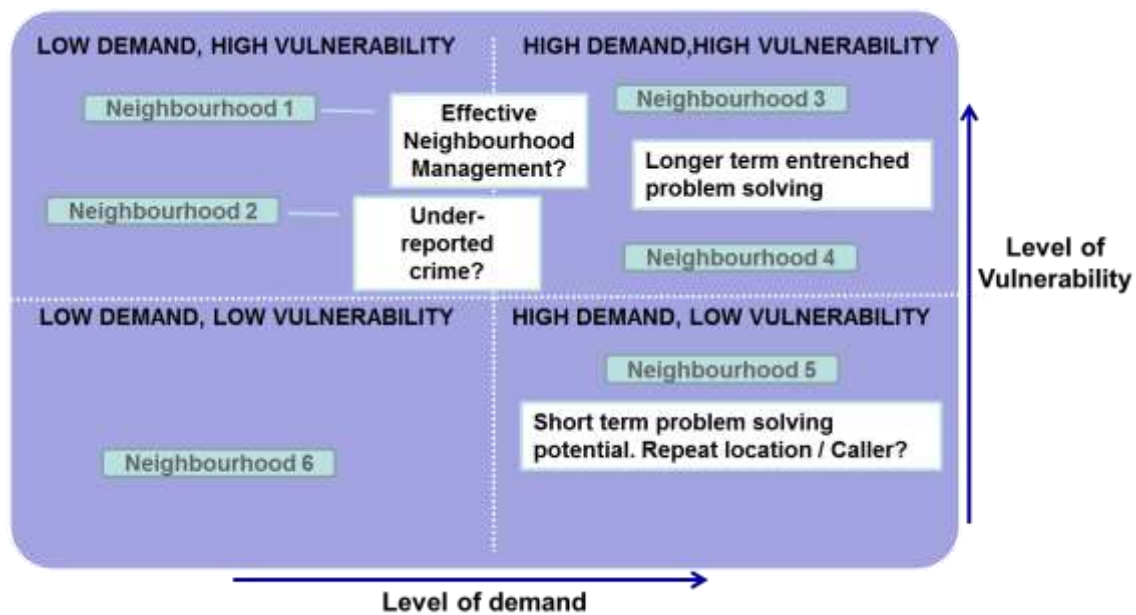 LOW DEMAND, HIGH VULNERABILITY
Neighbourhood 1
Effective
Neighbourhood
Management?
Neighbourhood 2
Under-
reported
crime?
HIGH DEMAND,HIGH VULNERABILITY
Neighbourhood 3
Longer term entrenched
problem solving
Neighbourhood 4
LOW DEMAND, LOW VULNERABILITY
Neighbourhood 6
HIGH DEMAND, LOW VULNERABILITY
Neighbourhood 5
Short term problem solving
potential. Repeat location / Caller?
Level of
Vulnerability
Level of demand